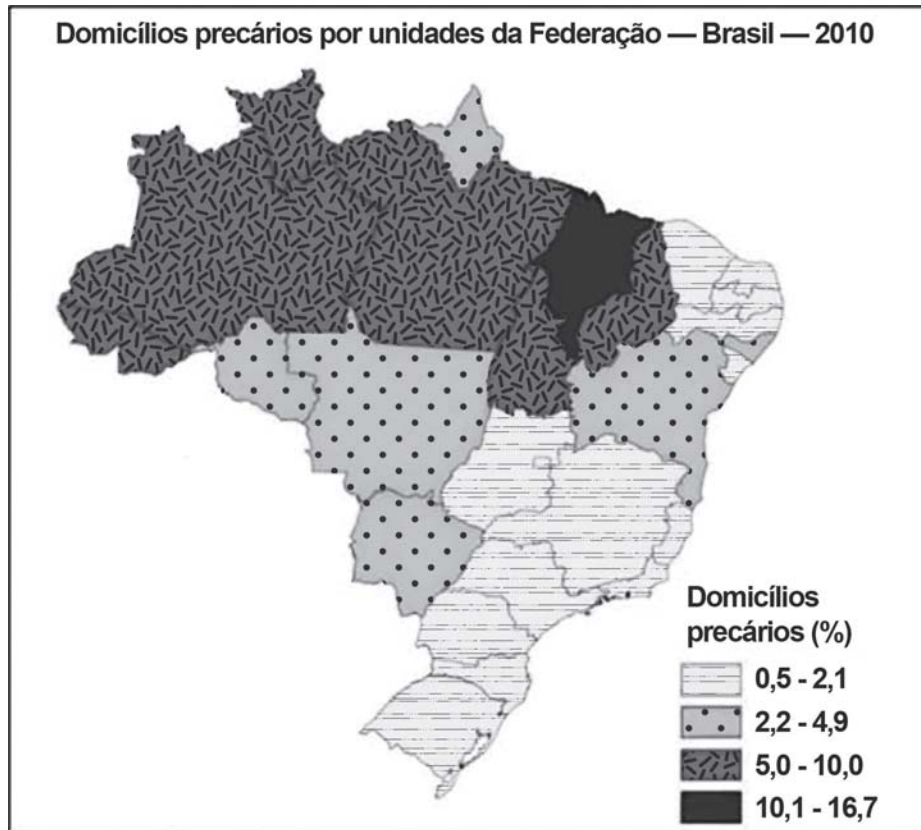 Domicílios precários por unidades da Federação — Brasil — 2010
Domicílios
precários (%)
0,5 - 2,1
2,2 - 4,9
5,0 - 10,0
10,1 - 16,7